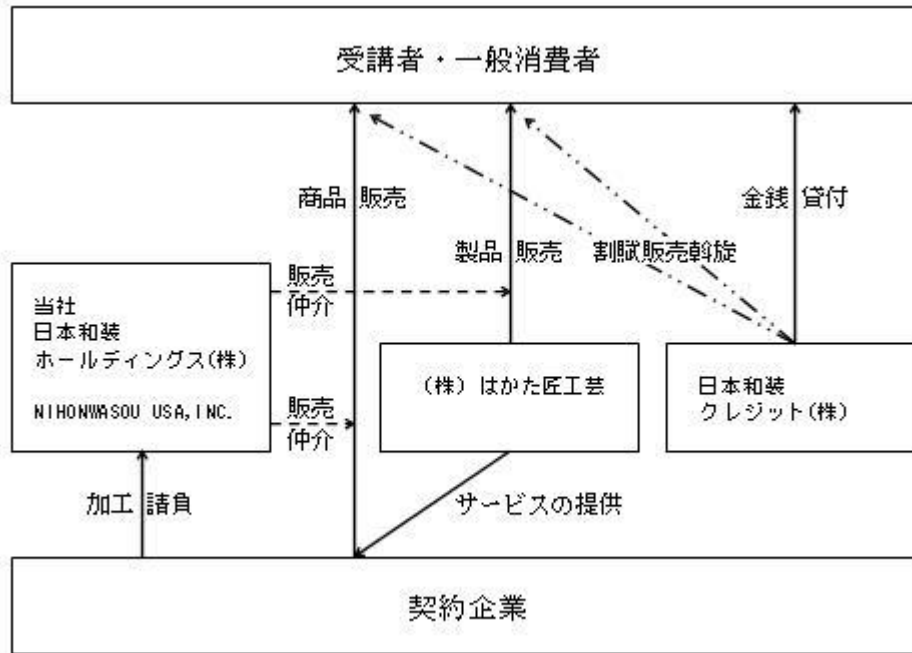 受講者・一般消費者
商品 販売
製品 販売
割賦販売斡旋
金銭 貸付
販売
仲介
当社
日本和装
ホールディングス(株)
NIHONWASOU USA,INC.
販売
仲介
(株)はかた匠工芸
日本和装
クレジット(株)
加工 請負
サービスの提供
契約企業